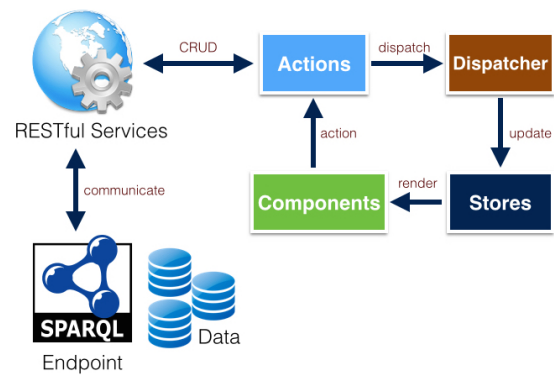 CRUD
Actions
dispatch
Dispatcher
RESTful Services
action
update
communicate
Components
render
Stores
SPARQL
Data
Endpoint